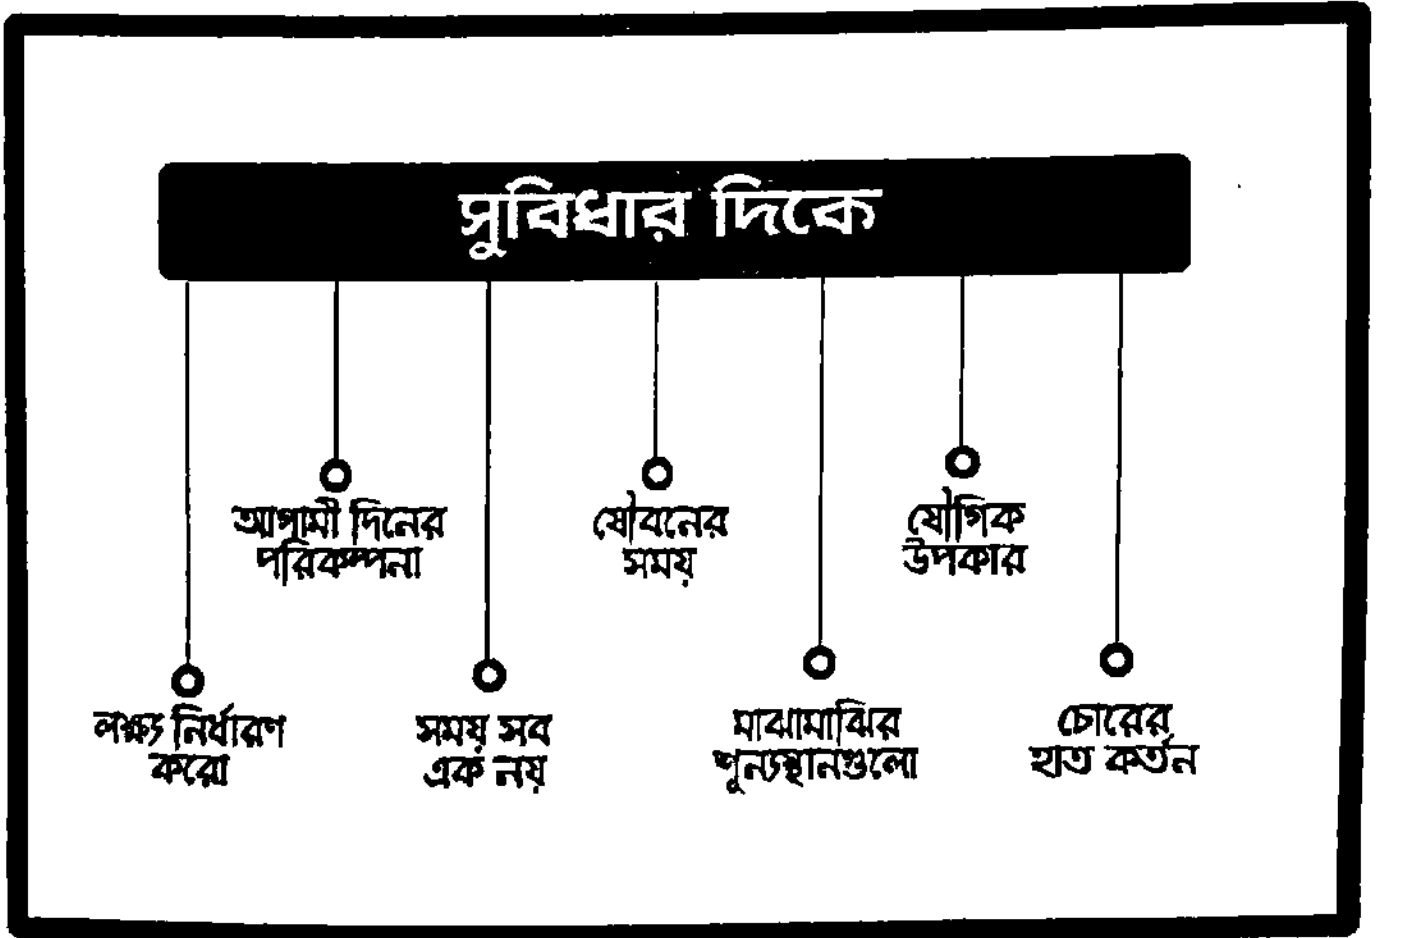 সুবিধার দিকে
আগামী দিনের
পরিকল্পনা
যৌবনের
সময়
যৌগিক
উপকার
লক্ষ্য নির্ধারণ
করো
সময় সব
এক নয়
মাঝামাঝির
শূন্যস্থানগুলো
চোরের
হাত কর্তন